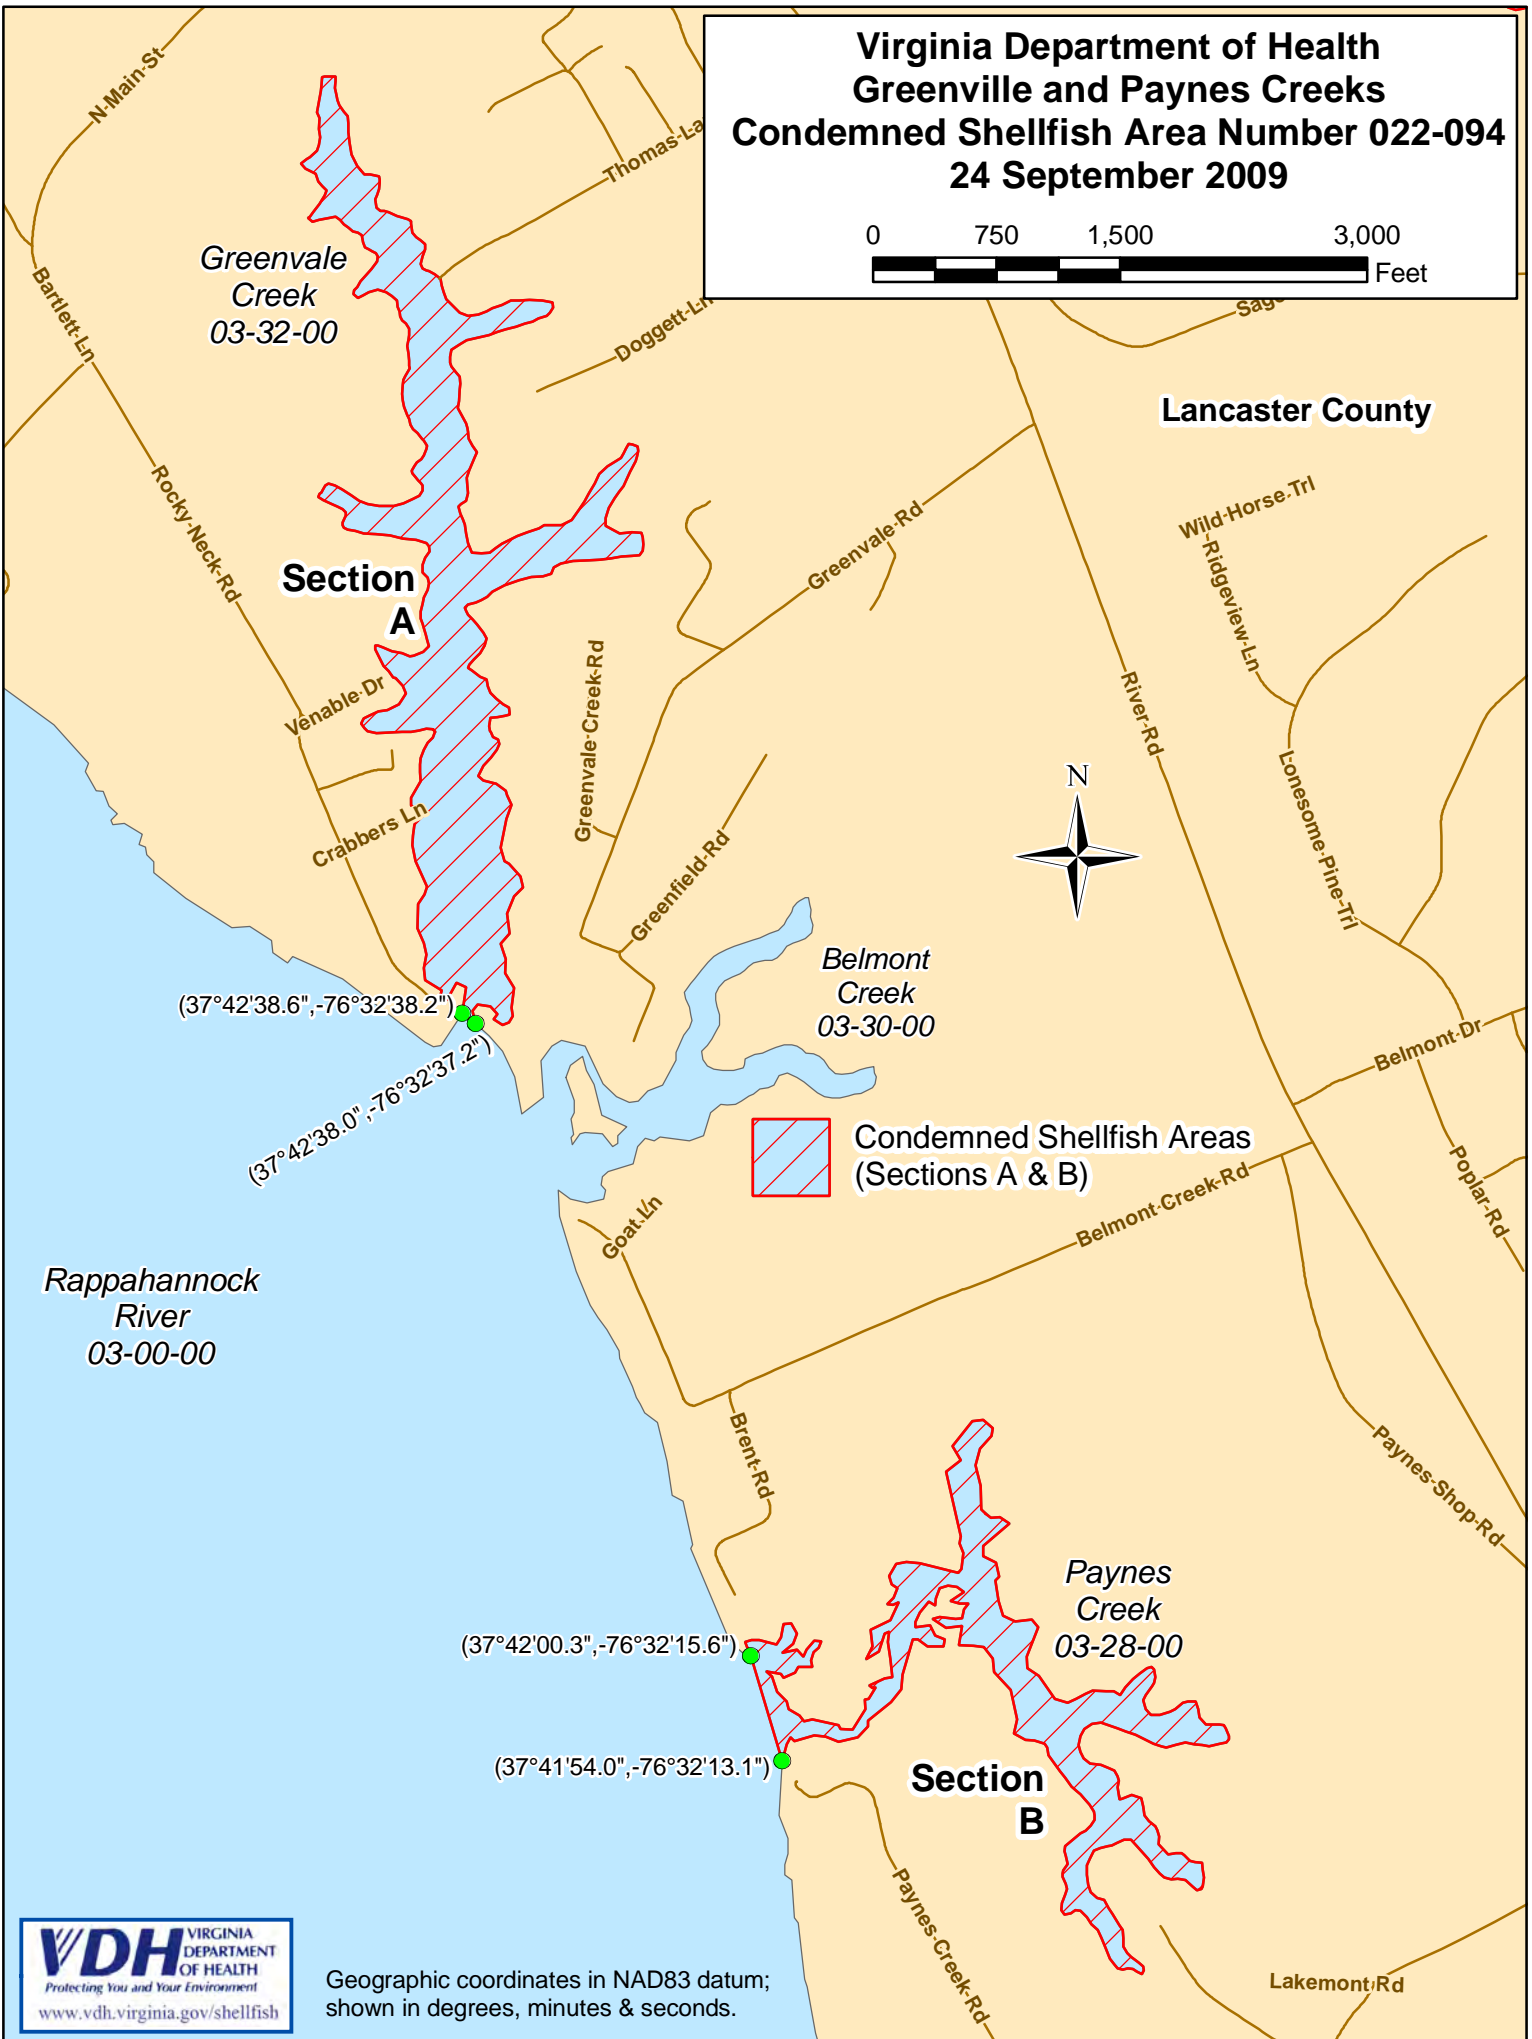 Virginia Department of Health
Greenville and Paynes Creeks
Condemned Shellfish Area Number 022-094
24 September 2009
0 750 1,500 3,000
Feet
N-Main-St
Thomas-La
Greenvale
Creek
03-32-00
Bartlett-Ln
Doggett-Ln
Lancaster County
Rocky-Neck-Rd
Wild-Horse-Trl
Ridgeview-Ln
Greenvale-Rd
Section
A
Venable-Dr
Greenvale-Creek-Rd
River-Rd
N
Lonesome-Pine-Trl
Crabbers Ln
Greenfield-Rd
Belmont
Creek
03-30-00
(37°42'38.6",-76°32'38.2")
(37°42'38.0",-76°32'37.2")
Belmont-Dr
Condemned Shellfish Areas
(Sections A & B)
Poplar-Rd
Belmont-Creek-Rd
Goat-Ln
Rappahannock
River
03-00-00
Brent-Rd
Paynes-Shop-Rd
Paynes
Creek
03-28-00
(37°42'00.3",-76°32'15.6")
(37°41'54.0",-76°32'13.1")
Section
B
Paynes-Creek-Rd
Lakemont-Rd
VDH VIRGINIA
DEPARTMENT
OF HEALTH
Protecting You and Your Environment
www.vdh.virginia.gov/shellfish
Geographic coordinates in NAD83 datum;
shown in degrees, minutes & seconds.